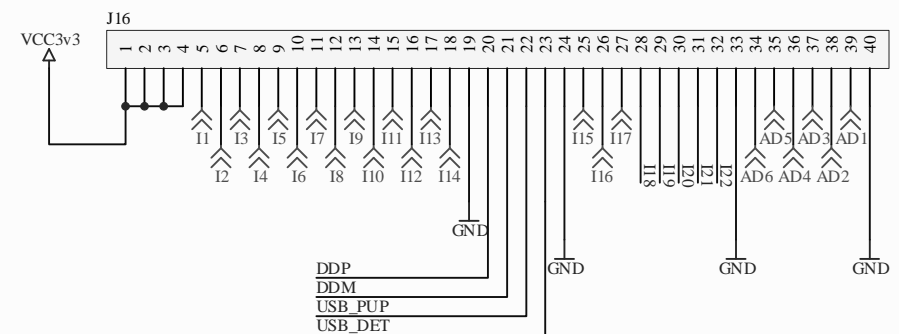 J16
VCC3v3
1 2 3 4 5 6 7 8 9 10 11 12 13 14 15 16 17 18 19 20 21 22 23 24 25 26 27 28 29 30 31 32 33 34 35 36 37 38 39 40
I1 I3 I5 I7 I9 I11 I13 I15 I17 AD5 AD3 AD1
I2 I4 I6 I8 I10 I12 I14 I16 I18 I19 I20 I21 I22 AD6 AD4 AD2
GND
GND GND GND
DDP
DDM
USB_PUP
USB_DET